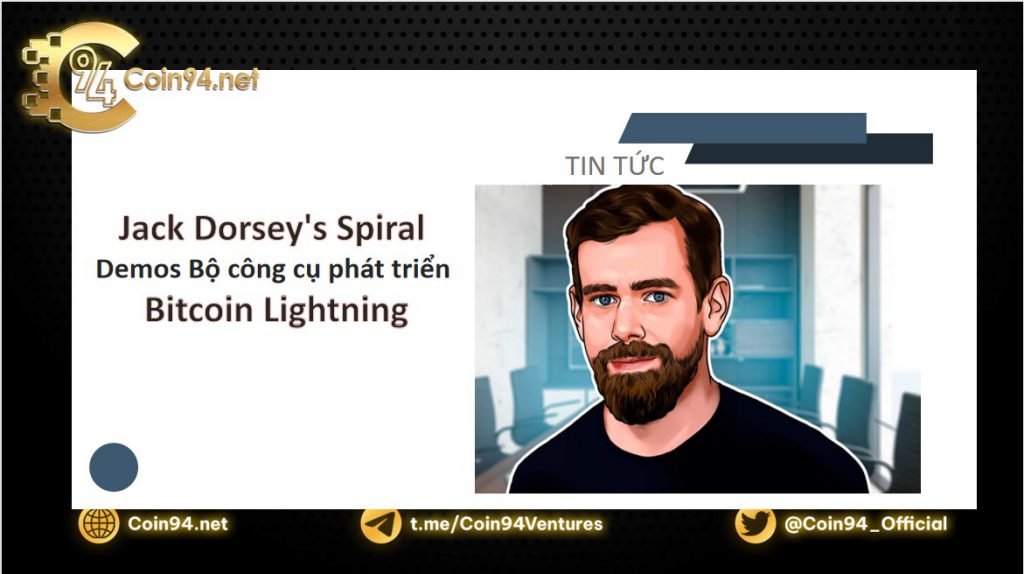 94 Coin94.net
TIN TỨC
Jack Dorsey's Spiral
Demos Bộ công cụ phát triển
Bitcoin Lightning
Coin94.net
t.me/Coin94Ventures
@Coin94_Official